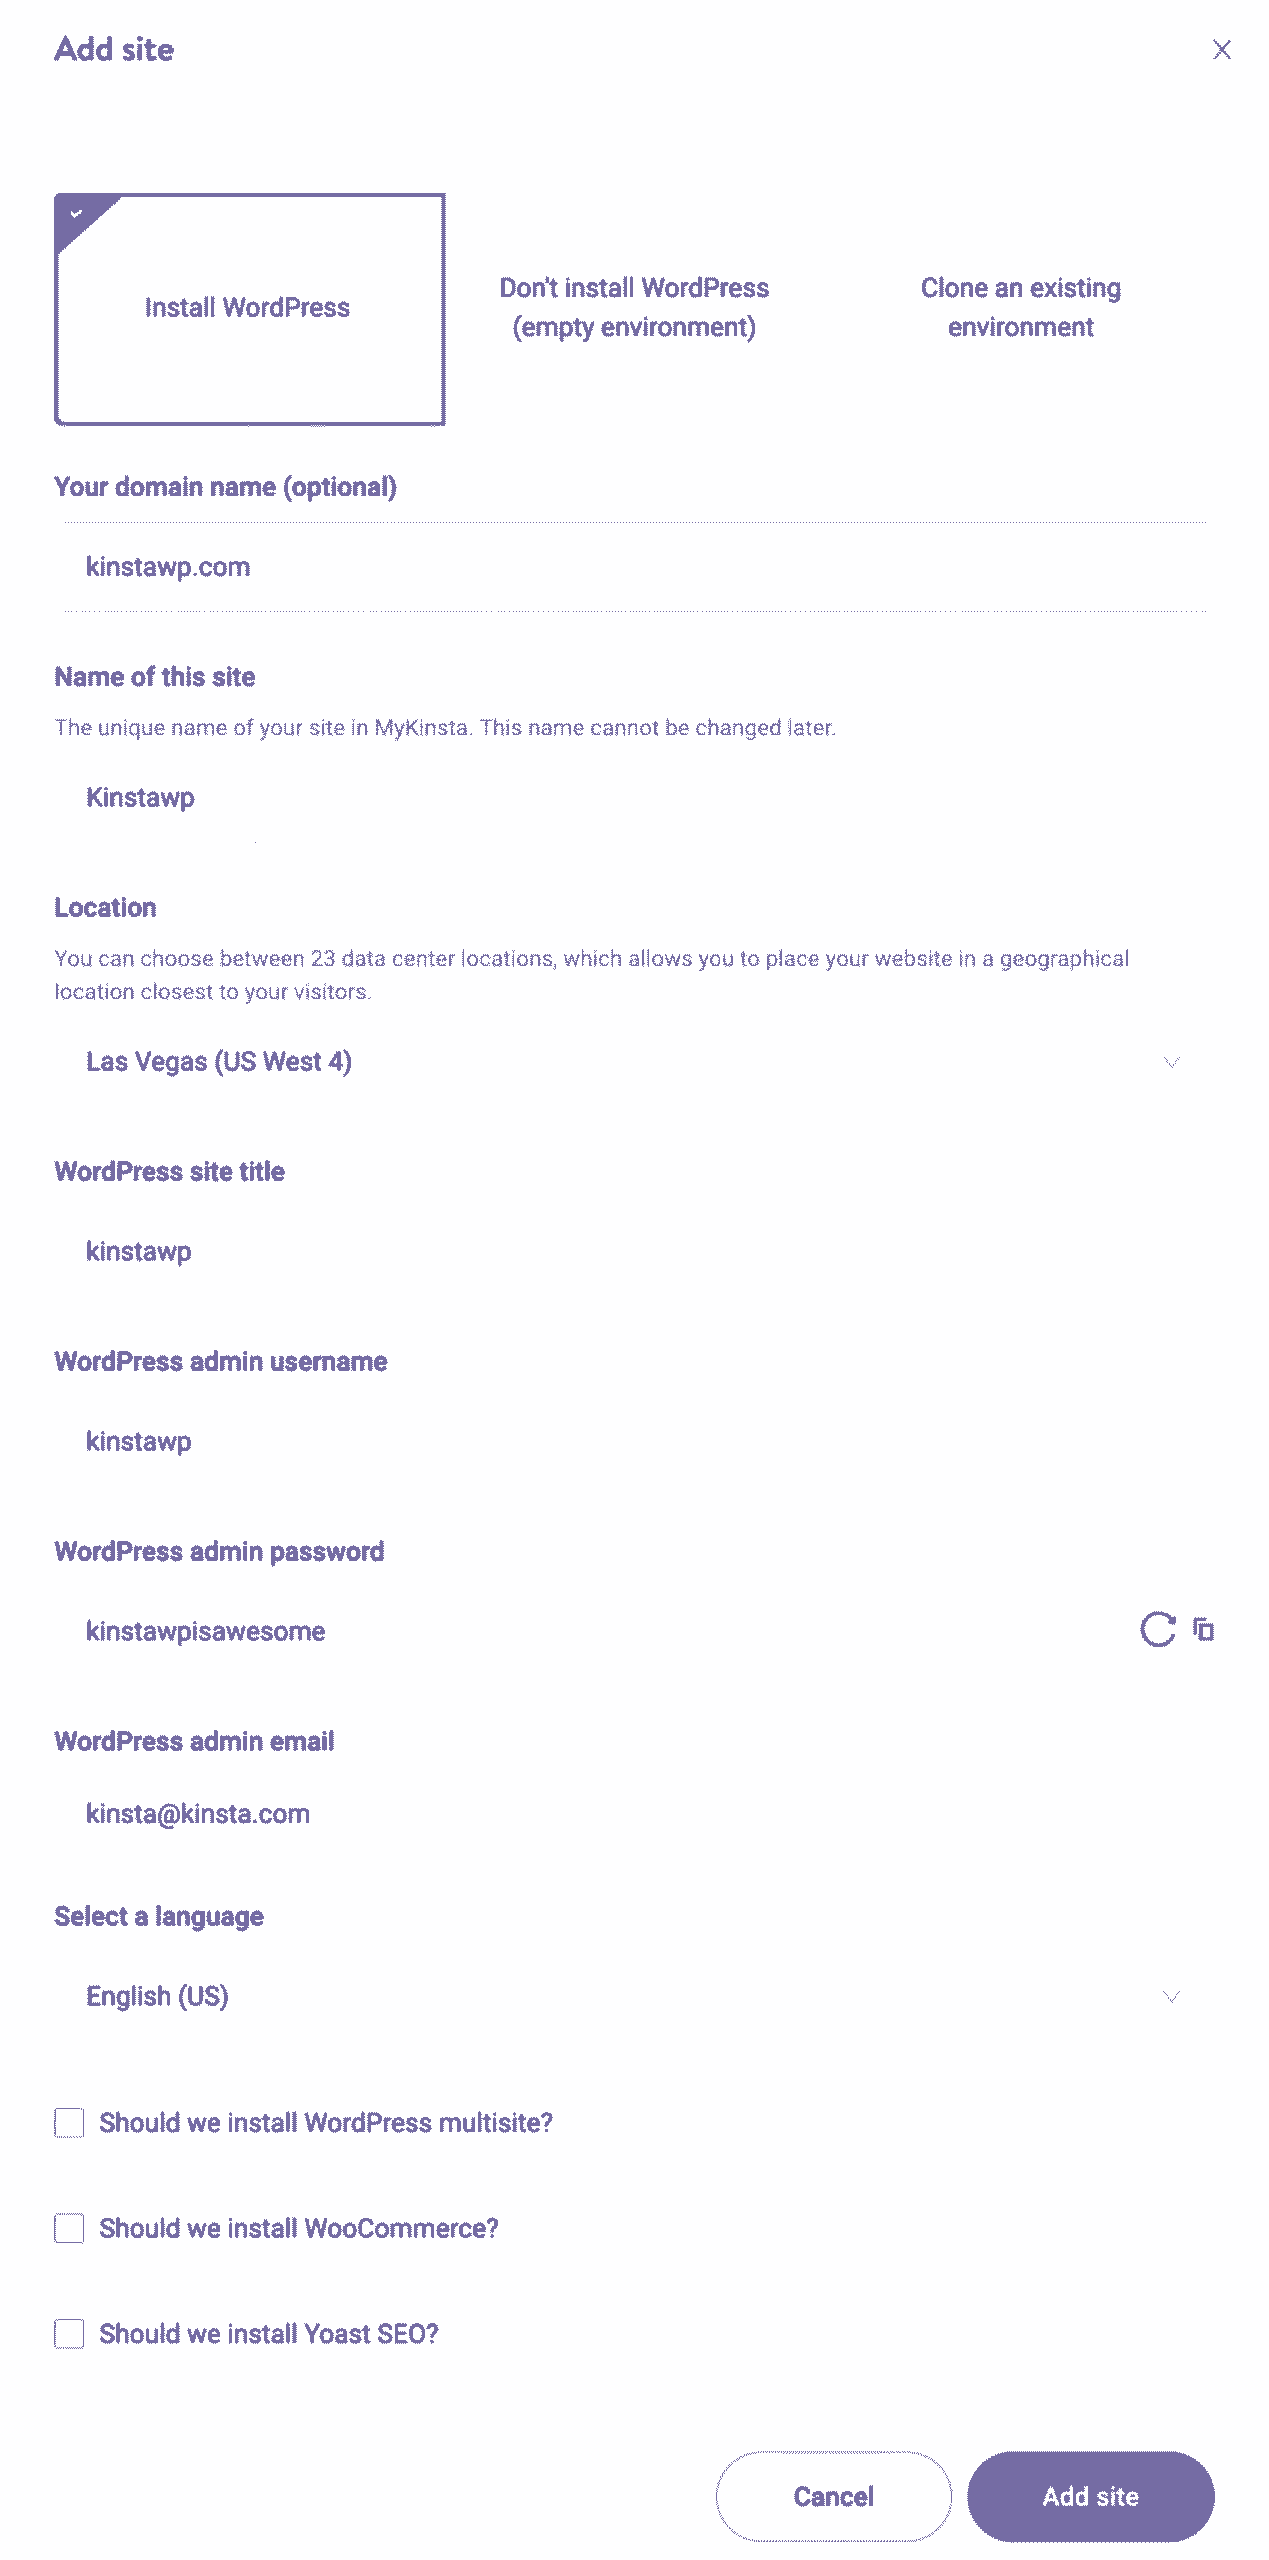 Add site
Install WordPress
Don't install WordPress
(empty environment)
Clone an existing
environment
Your domain name (optional)
kinstawp.com
Name of this site
The unique name of your site in MyKinsta. This name cannot be changed later.
Kinstawp
Location
You can choose between 23 data center locations, which allows you to place your website in a geographical
location closest to your visitors.
Las Vegas (US West 4)
WordPress site title
kinstawp
WordPress admin username
kinstawp
WordPress admin password
kinstawpisawesome
WordPress admin email
kinsta@kinsta.com
Select a language
English (US)
Should we install WordPress multisite?
Should we install WooCommerce?
Should we install Yoast SEO?
Cancel
Add site